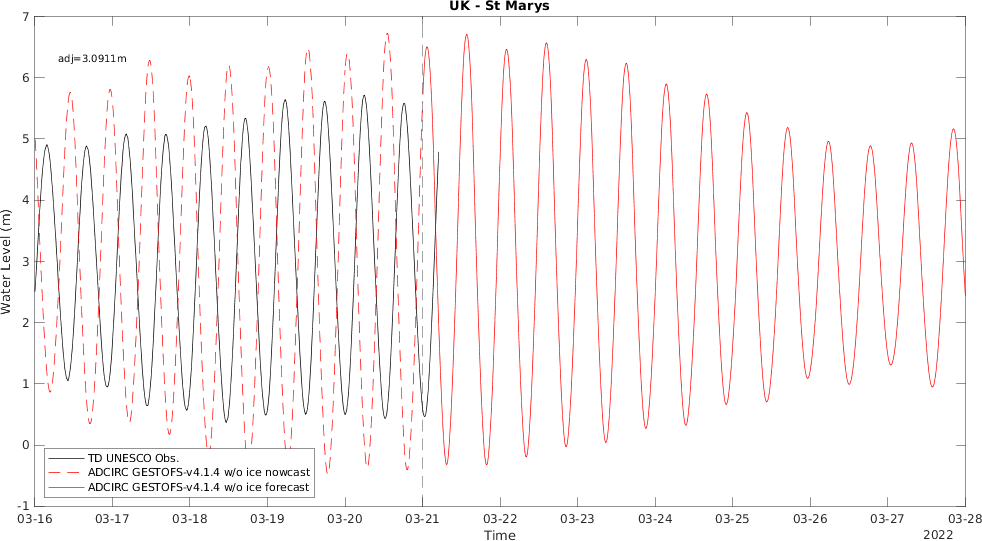 UK - St Marys
7
6
5
4
3
2
1
0
-1
Water Level (m)
adj=3.0911m
TD UNESCO Obs.
ADCIRC GESTOFS-v4.1.4 w/o ice nowcast
ADCIRC GESTOFS-v4.1.4 w/o ice forecast
03-16 03-17 03-18 03-19 03-20 03-21 03-22 03-23 03-24 03-25 03-26 03-27 03-28
Time
2022